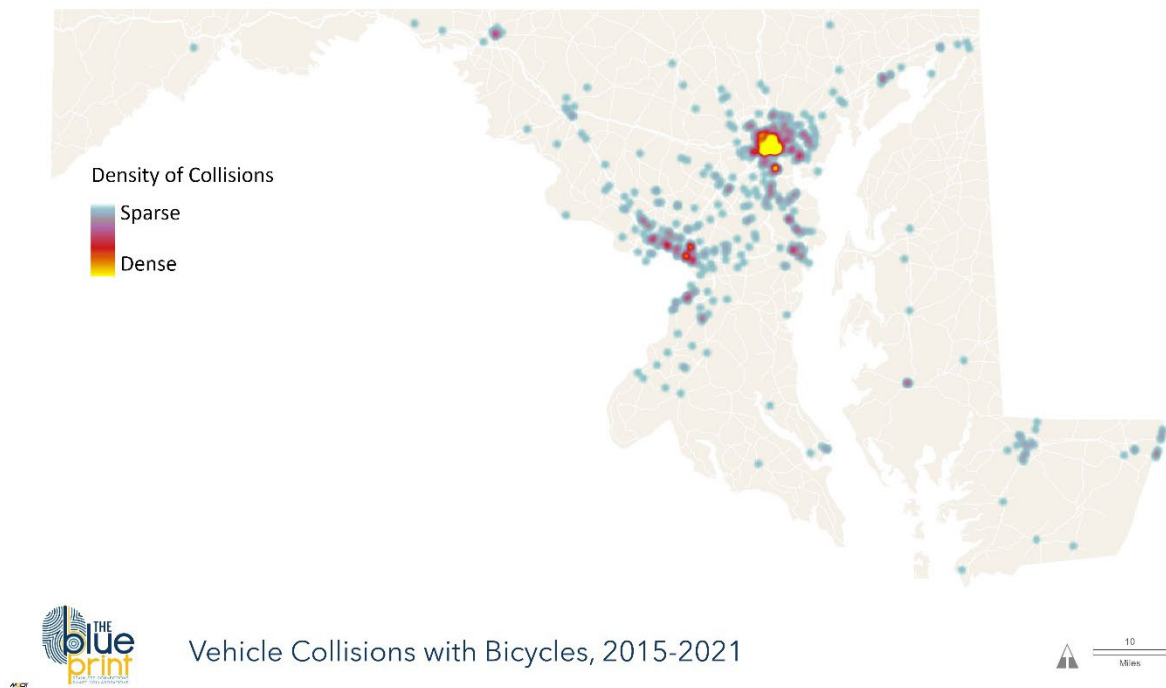 Density of Collisions
Sparse
Dense
THE
blue
print
Vehicle Collisions with Bicycles, 2015-2021
10
Miles